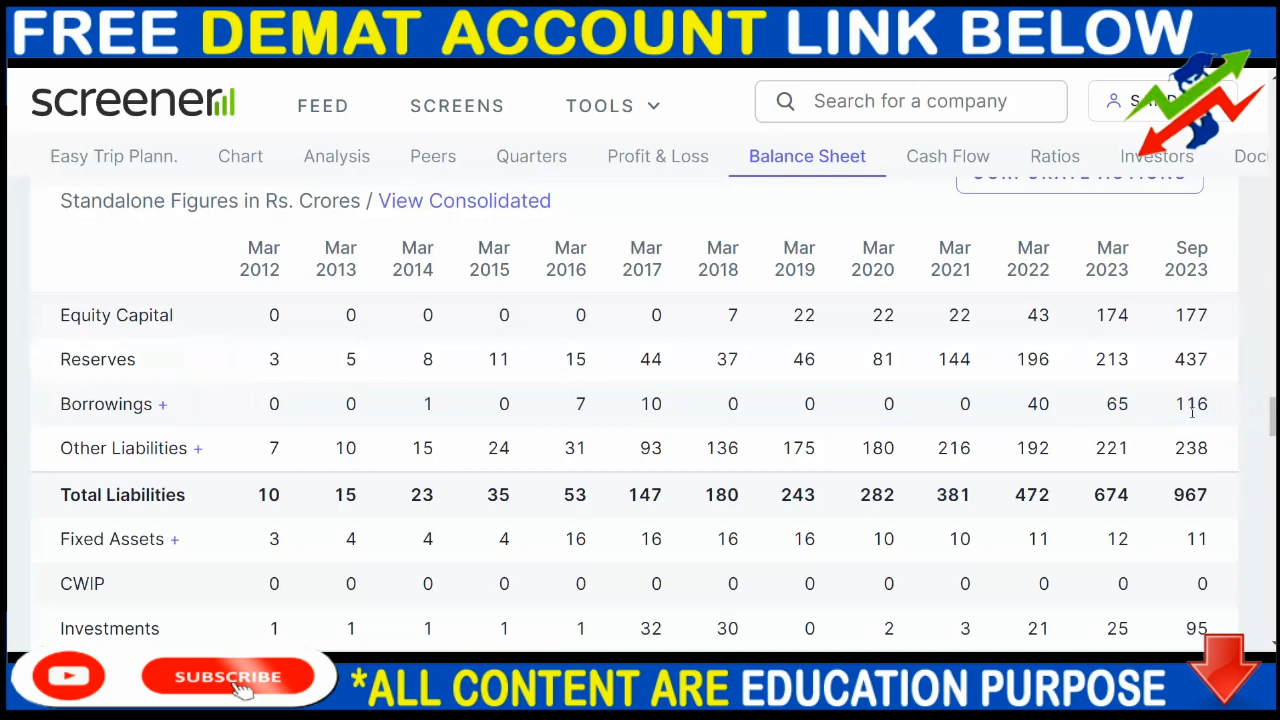 FREE DEMAT ACCOUNT LINK BELOW
screener FEED SCREENS TOOLS Search for a company
Easy Trip Plann. Chart Analysis Peers Quarters Profit & Loss Balance Sheet Cash Flow Ratios Investors Doc
CORPORATE ACTIONS
Standalone Figures in Rs. Crores / View Consolidated
Mar 2012 Mar 2013 Mar 2014 Mar 2015 Mar 2016 Mar 2017 Mar 2018 Mar 2019 Mar 2020 Mar 2021 Mar 2022 Mar 2023 Sep 2023
Equity Capital 0 0 0 0 0 0 7 22 22 22 43 174 177
Reserves 3 5 8 11 15 44 37 46 81 144 196 213 437
Borrowings + 0 0 1 0 7 10 0 0 0 0 40 65 116
Other Liabilities + 7 10 15 24 31 93 136 175 180 216 192 221 238
Total Liabilities 10 15 23 35 53 147 180 243 282 381 472 674 967
Fixed Assets + 3 4 4 4 16 16 16 16 10 10 11 12 11
CWIP 0 0 0 0 0 0 0 0 0 0 0 0 0
Investments 1 1 1 1 1 32 30 0 2 3 21 25 95
SUBSCRIBE *ALL CONTENT ARE EDUCATION PURPOSE